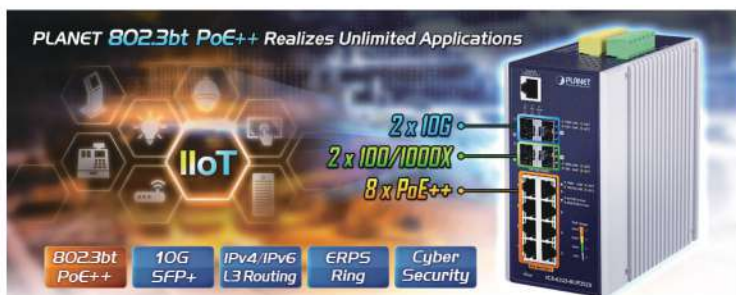 PLANET 802.3bt PoE++ Realizes Unlimited Applications
PLANET
2 x 10G
2 x 100/1000X
8 x PoE++
IIoT
802.3bt
PoE++
10G
SFP+
IPv4/IPv6
L3 Routing
ERPS
Ring
Cyber
Security